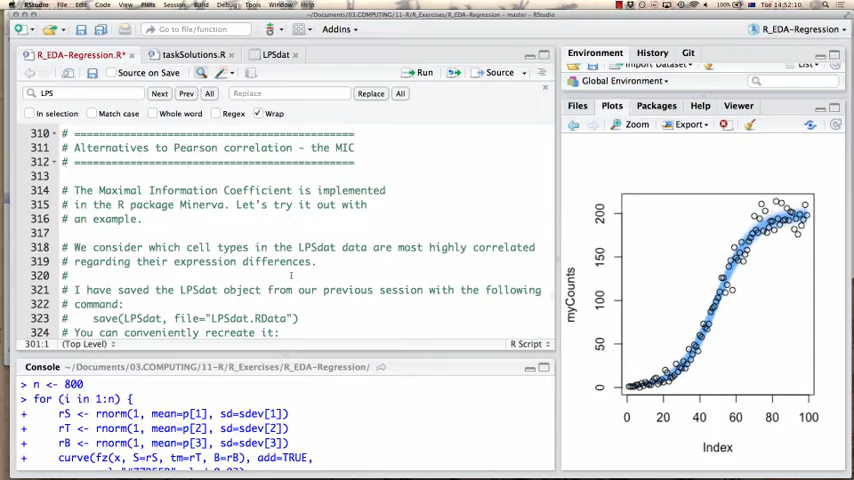 RStudio File Edit Code View Plots Session Build Debug Tools Window Help
100% Tue 14:52:10
~/Documents/03.COMPUTING/11-R/R_Exercises/R_EDA-Regression - master - RStudio
Addins
R_EDA-Regression
R_EDA-Regression.R*
taskSolutions.R
LPSdat
Source on Save
Run
Source
LPS
Next
Prev
All
Replace
Replace
All
In selection
Match case
Whole word
Regex
Wrap
310 # ==================================================
311 # Alternatives to Pearson correlation - the MIC
312 # ==================================================
313
314 # The Maximal Information Coefficient is implemented
315 # in the R package Minerva. Let's try it out with
316 # an example.
317
318 # We consider which cell types in the LPSdat data are most highly correlated
319 # regarding their expression differences.
320 #
321 # I have saved the LPSdat object from our previous session with the following
322 # command:
323 # save(LPSdat, file="LPSdat.RData")
324 # You can conveniently recreate it:
301:1
(Top Level)
R Script
Console ~/Documents/03.COMPUTING/11-R/R_Exercises/R_EDA-Regression/
> n <- 800
> for (i in 1:n) {
+ rS <- rnorm(1, mean=p[1], sd=sdev[1])
+ rT <- rnorm(1, mean=p[2], sd=sdev[2])
+ rB <- rnorm(1, mean=p[3], sd=sdev[3])
+ curve(fz(x, S=rS, tm=rT, B=rB), add=TRUE,
Environment
History
Git
Import Dataset
List
Global Environment
Files
Plots
Packages
Help
Viewer
Zoom
Export
myCounts
200
150
100
50
0
0 20 40 60 80 100
Index